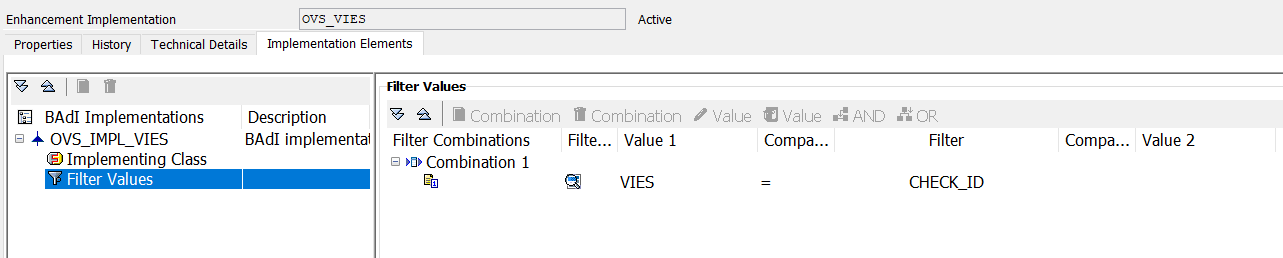 Enhancement Implementation OVS_VIES Active
Properties History Technical Details Implementation Elements
Filter Values
Combination Combination Value Value AND OR
BAdI Implementations Description
Filter Combinations Filte... Value 1 Compa... Filter Compa... Value 2
OVS_IMPL_VIES BAdI implementat
Combination 1
Implementing Class
Filter Values
VIES = CHECK_ID